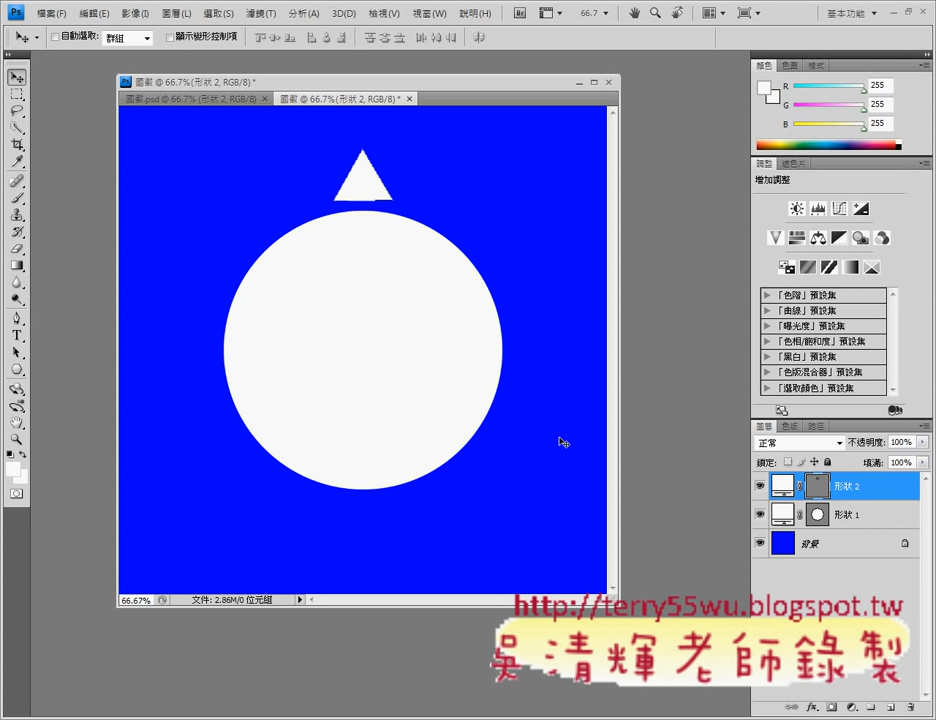 Ps 檔案(F) 編輯(E) 影像(I) 圖層(L) 選取(S) 濾鏡(T) 分析(A) 3D(D) 檢視(V) 視窗(W) 說明(H) Br 66.7 基本功能
自動選取: 群組 顯示變形控制項
國徽 @ 66.7% (形狀 2, RGB/8) *
國徽.psd @ 66.7% (形狀 2, RGB/8) 國徽 @ 66.7% (形狀 2, RGB/8) *
顏色 色票 樣式
R 255
G 255
B 255
調整 遮色片
增加調整
「色階」預設集
「曲線」預設集
「曝光度」預設集
「色相/飽和度」預設集
「黑白」預設集
「色版混合器」預設集
「選取顏色」預設集
圖層 色版 路徑
正常 不透明度: 100%
鎖定: 填滿: 100%
形狀 2
形狀 1
背景
66.67% 文件: 2.86M/0 位元組
http://terry55wu.blogspot.tw
吳清輝老師錄製